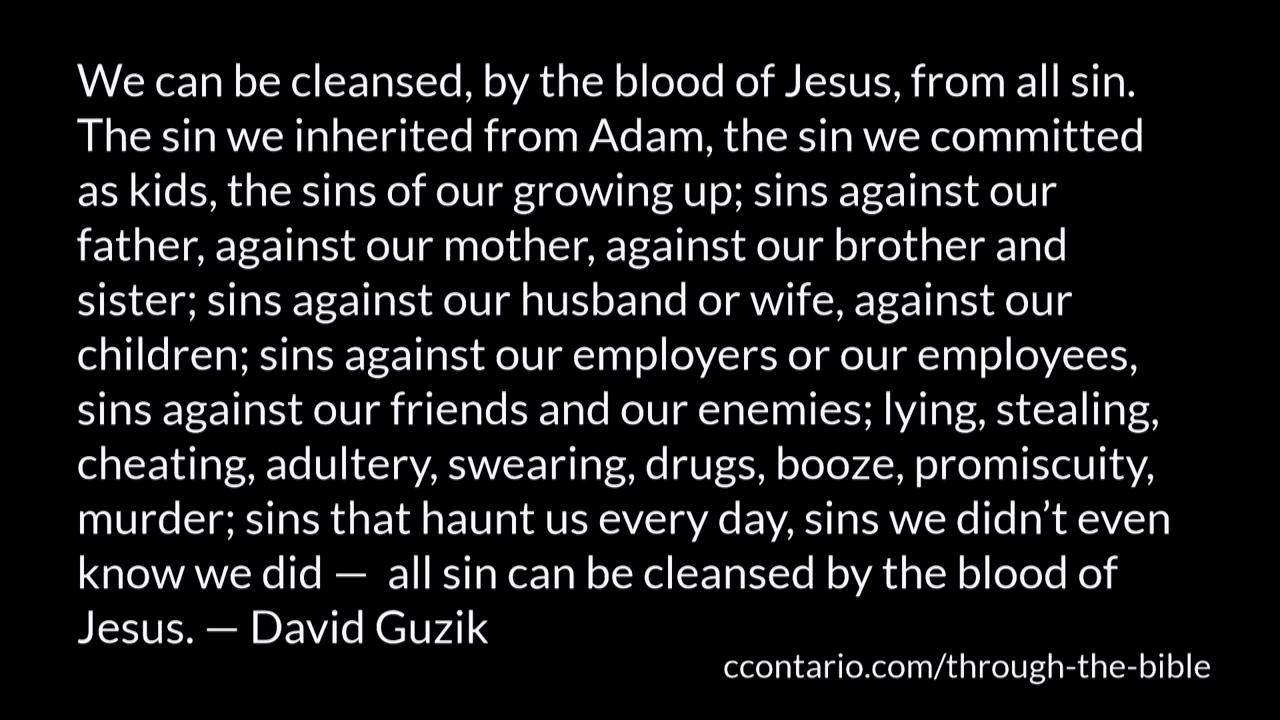 We can be cleansed, by the blood of Jesus, from all sin.
The sin we inherited from Adam, the sin we committed
as kids, the sins of our growing up; sins against our
father, against our mother, against our brother and
sister; sins against our husband or wife, against our
children; sins against our employers or our employees,
sins against our friends and our enemies; lying, stealing,
cheating, adultery, swearing, drugs, booze, promiscuity,
murder; sins that haunt us every day, sins we didn’t even
know we did —  all sin can be cleansed by the blood of
Jesus. — David Guzik
ccontario.com/through-the-bible